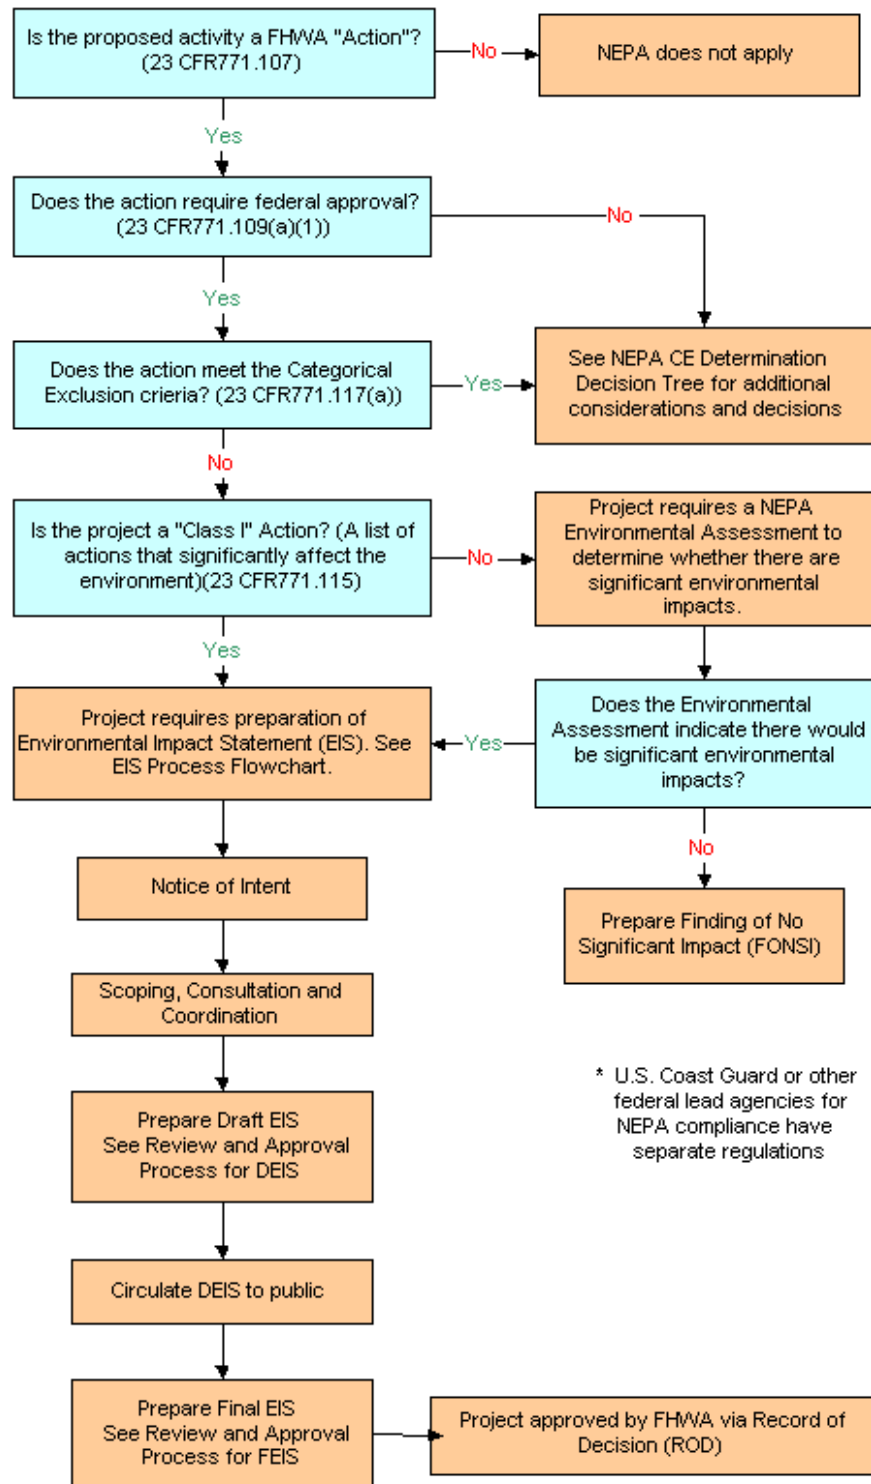 Is the proposed activity a FHWA "Action"?
(23 CFR771.107)
No
NEPA does not apply
Yes
Does the action require federal approval?
(23 CFR771.109(a)(1))
No
Yes
Does the action meet the Categorical
Exclusion crieria? (23 CFR771.117(a))
Yes
See NEPA CE Determination
Decision Tree for additional
considerations and decisions
No
Is the project a "Class I" Action? (A list of
actions that significantly affect the
environment)(23 CFR771.115)
No
Project requires a NEPA
Environmental Assessment to
determine whether there are
significant environmental
impacts.
Yes
Project requires preparation of
Environmental Impact Statement (EIS). See
EIS Process Flowchart.
Yes
Does the Environmental
Assessment indicate there would
be significant environmental
impacts?
No
Notice of Intent
Prepare Finding of No
Significant Impact (FONSI)
Scoping, Consultation and
Coordination
* U.S. Coast Guard or other
federal lead agencies for
NEPA compliance have
separate regulations
Prepare Draft EIS
See Review and Approval
Process for DEIS
Circulate DEIS to public
Prepare Final EIS
See Review and Approval
Process for FEIS
Project approved by FHWA via Record of
Decision (ROD)